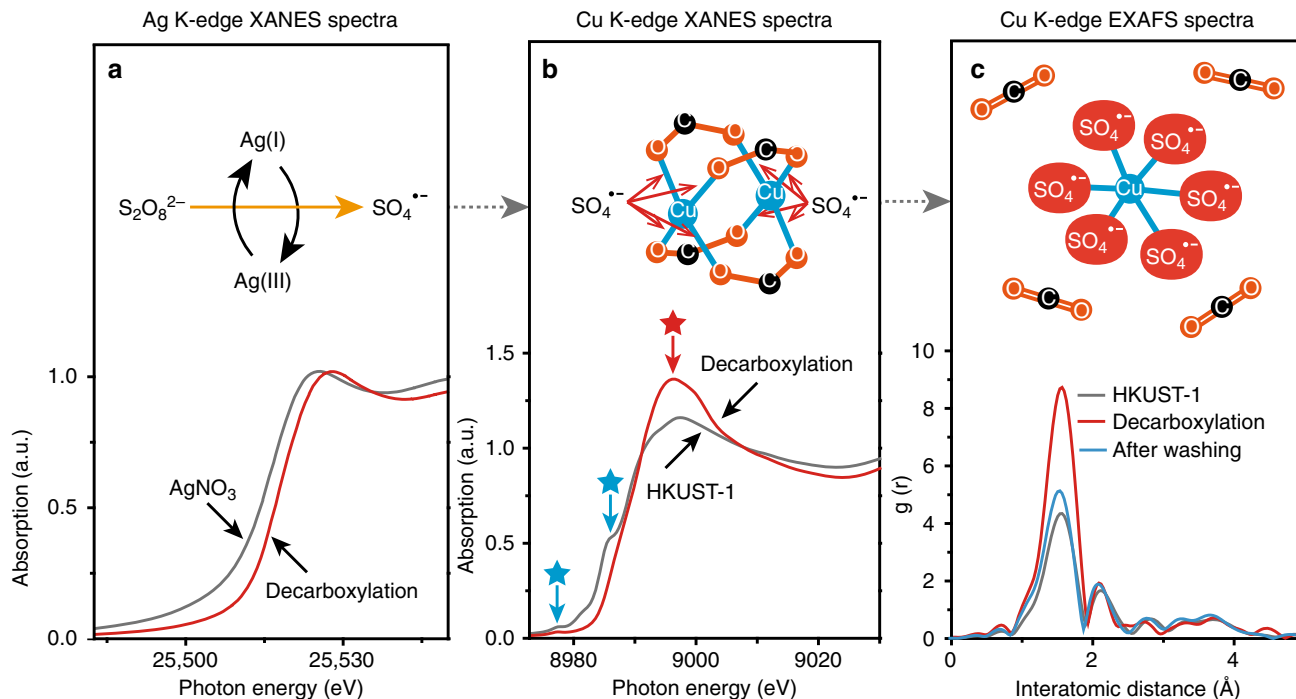 Ag K-edge XANES spectra
a
Ag(I)
S₂O₈²⁻
SO₄•⁻
Ag(III)
1.0
0.5
0.0
Absorption (a.u.)
AgNO₃
Decarboxylation
25,500
25,530
Photon energy (eV)
Cu K-edge XANES spectra
b
C
O
O
C
O
O
O
Cu
Cu
SO₄•⁻
SO₄•⁻
O
O
O
C
O
C
O
1.5
1.0
0.5
0.0
Absorption (a.u.)
Decarboxylation
HKUST-1
8980
9000
9020
Photon energy (eV)
Cu K-edge EXAFS spectra
c
O C O
O C O
SO₄•⁻
SO₄•⁻
SO₄•⁻
Cu
SO₄•⁻
SO₄•⁻
SO₄•⁻
O C O
O C O
10
8
6
4
2
0
g (r)
HKUST-1
Decarboxylation
After washing
0
2
4
Interatomic distance (Å)